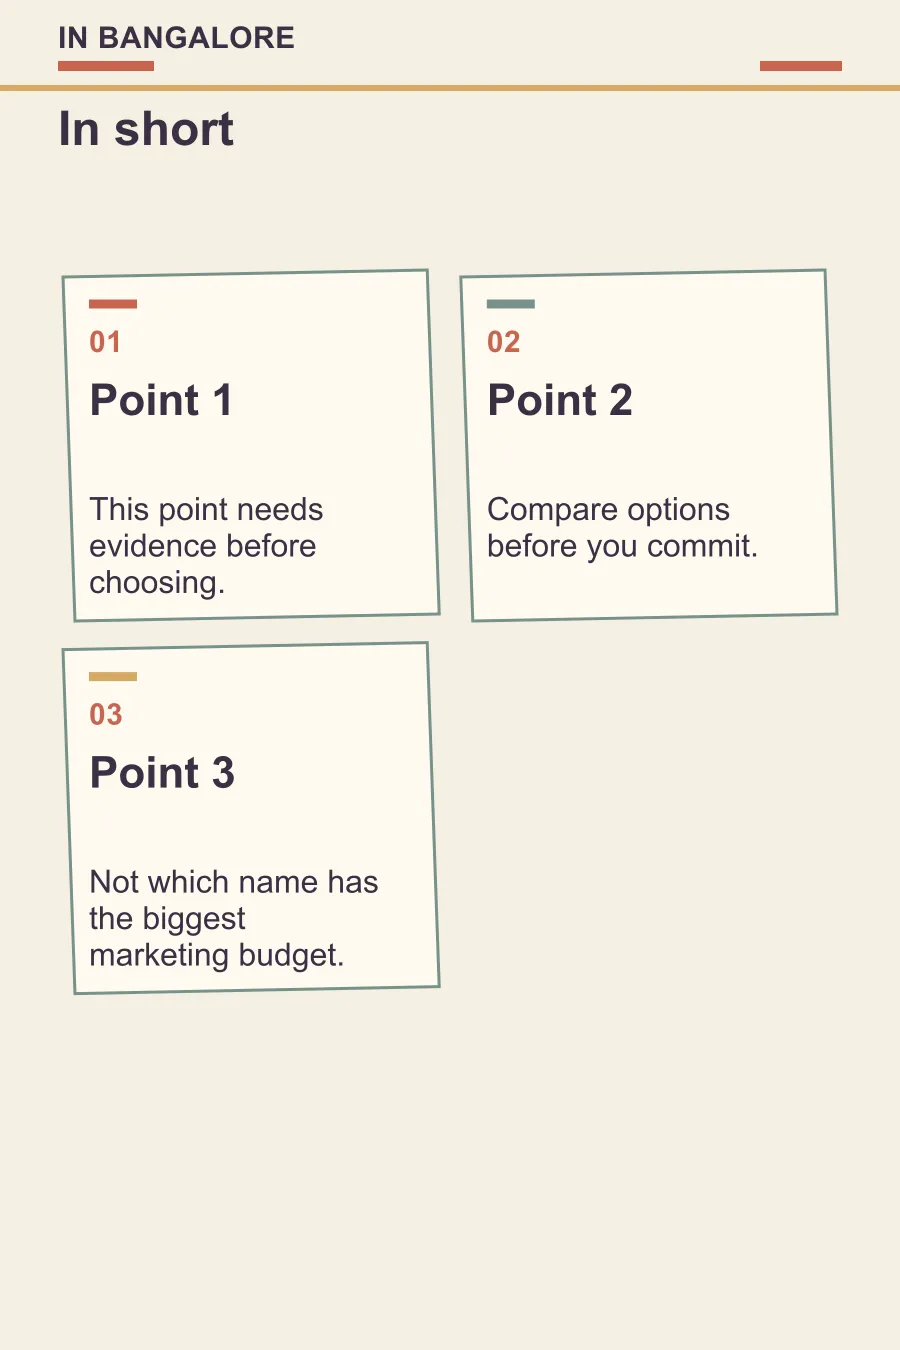 IN BANGALORE
In short
01
Point 1
This point needs
evidence before
choosing.
02
Point 2
Compare options
before you commit.
03
Point 3
Not which name has
the biggest
marketing budget.